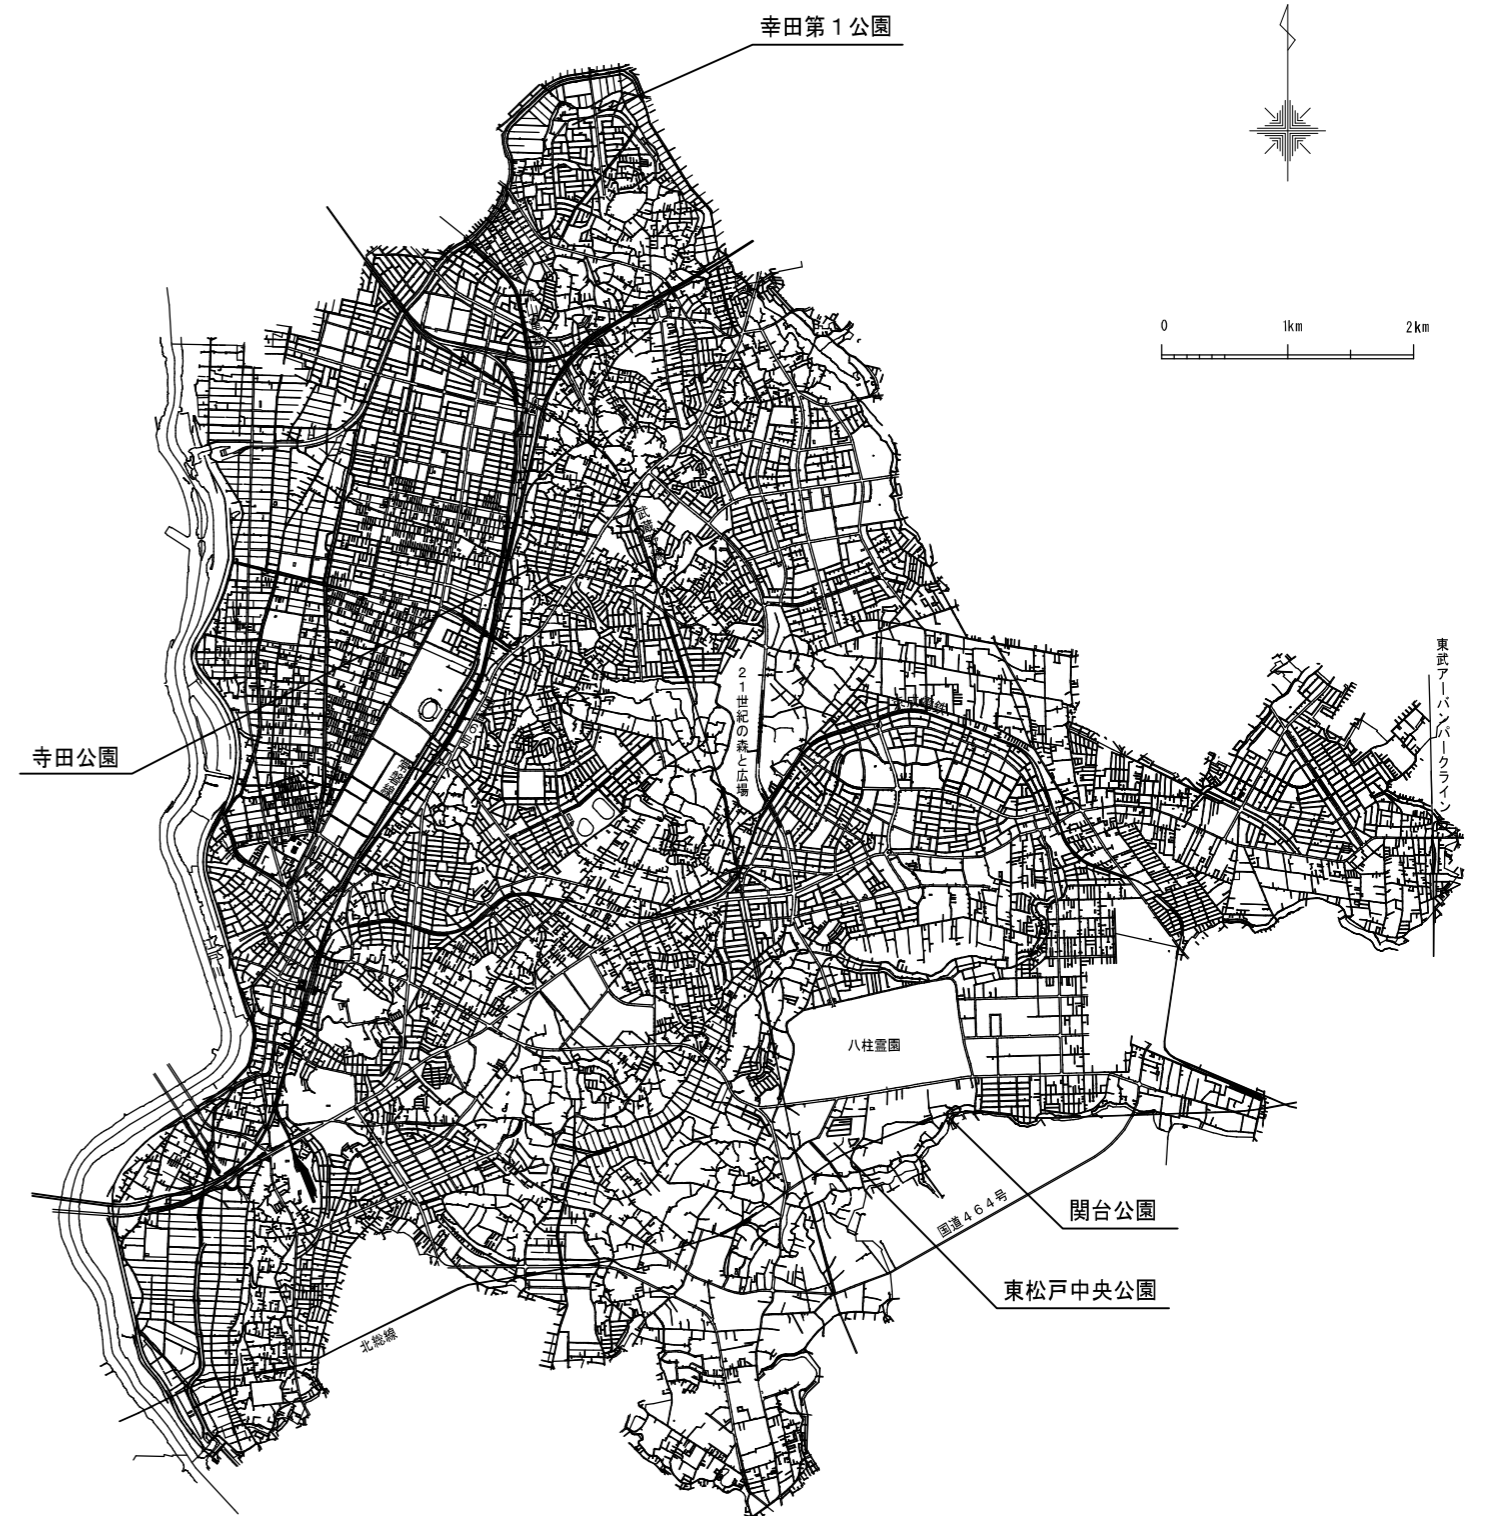 幸田第１公園
0 1km 2km
東武アーバンパークライン
２１世紀の森と広場
寺田公園
八柱霊園
関台公園
国道４６４号
東松戸中央公園
北総線